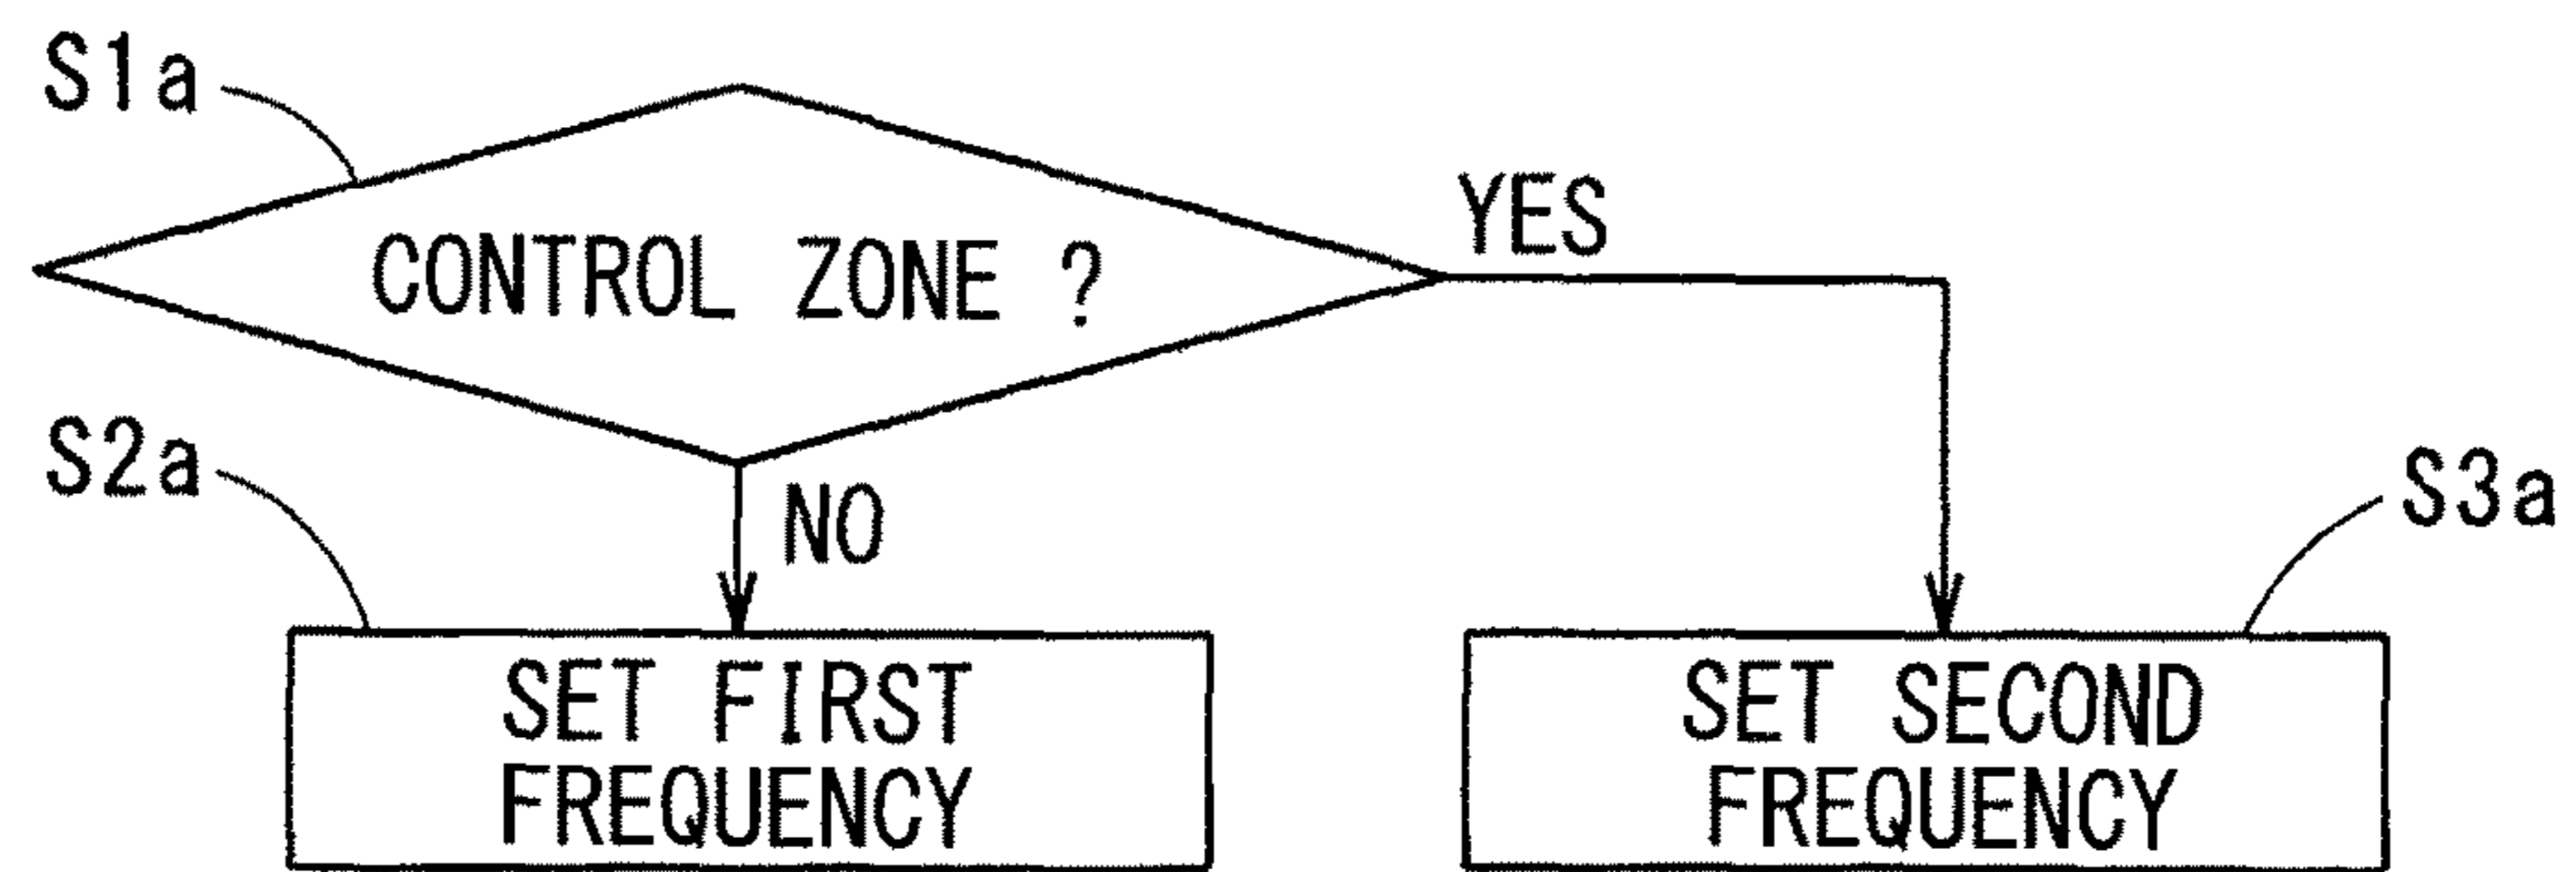 S1a
CONTROL ZONE ?
YES
S2a
NO
S3a
SET FIRST
FREQUENCY
SET SECOND
FREQUENCY